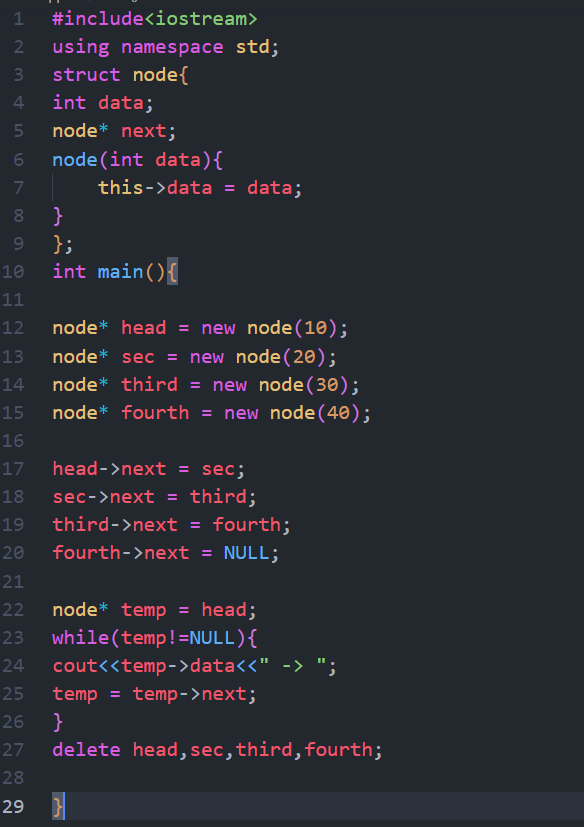 1 #include<iostream>
2 using namespace std;
3 struct node{
4 int data;
5 node* next;
6 node(int data){
7     this->data = data;
8 }
9 };
10 int main(){
11
12 node* head = new node(10);
13 node* sec = new node(20);
14 node* third = new node(30);
15 node* fourth = new node(40);
16
17 head->next = sec;
18 sec->next = third;
19 third->next = fourth;
20 fourth->next = NULL;
21
22 node* temp = head;
23 while(temp!=NULL){
24 cout<<temp->data<<" -> ";
25 temp = temp->next;
26 }
27 delete head,sec,third,fourth;
28
29 }